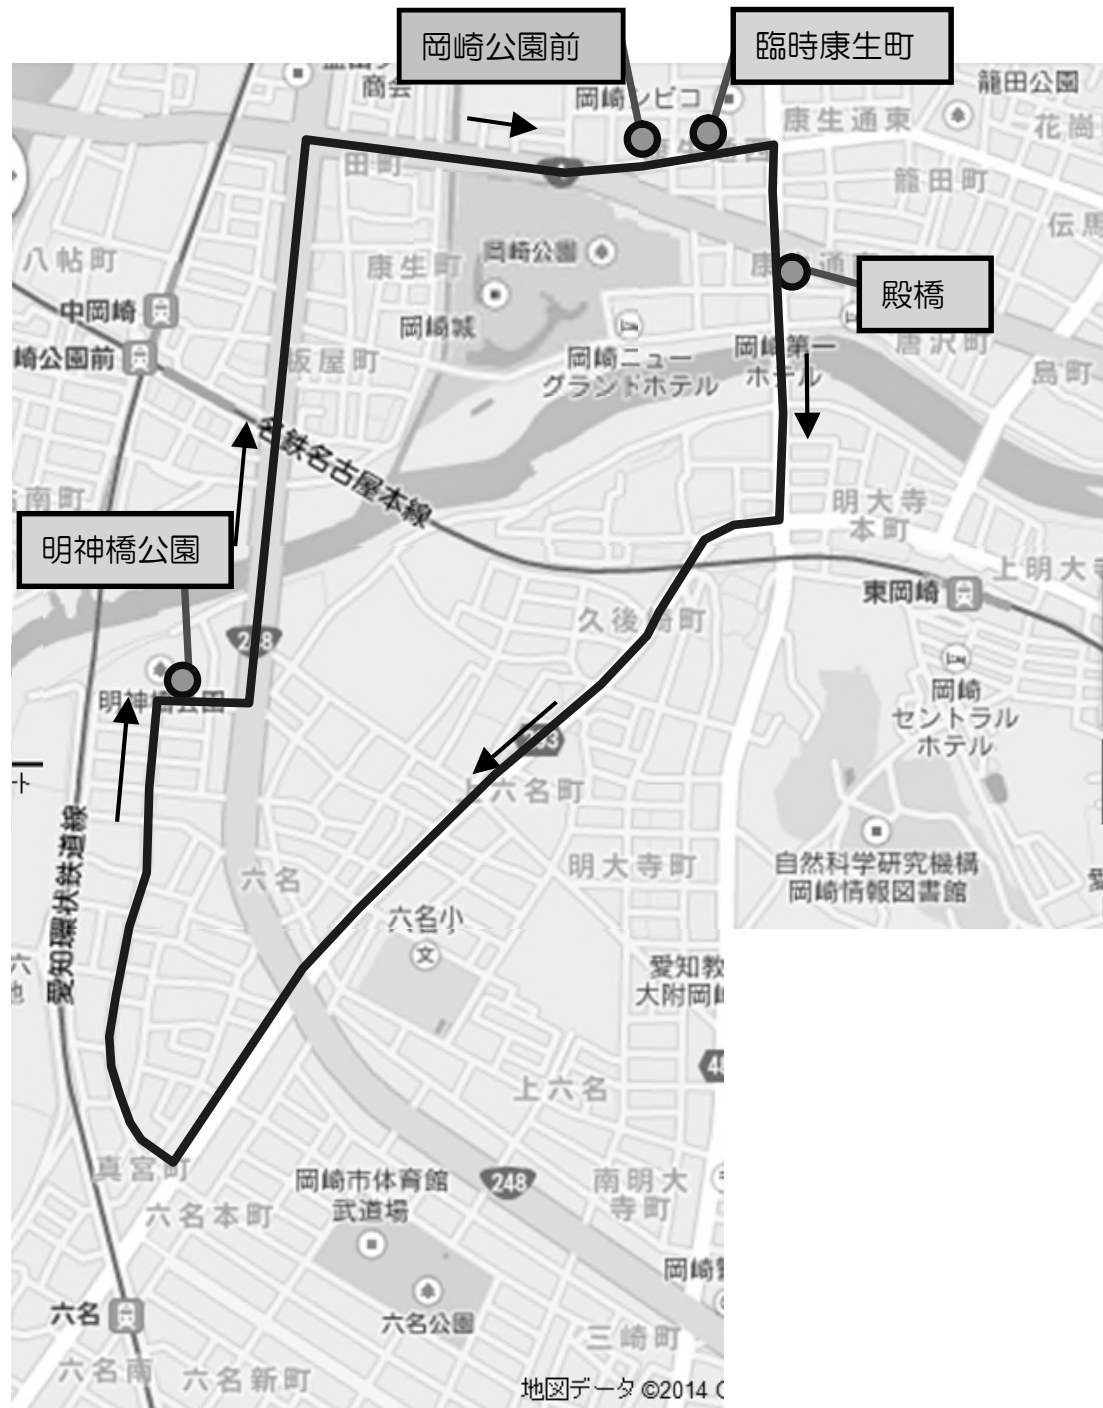 岡崎公園前
臨時康生町
商会
岡崎シビコ
籠田公園
康生通東
花崗
田町
籠田町
伝馬
八帖町
康生町
岡崎公園
殿橋
中岡崎
岡崎城
崎公園前
板屋町
岡崎ニュー
グランドホテル
岡崎第一
ホテル
唐沢町
島町
名鉄名古屋本線
南町
明大寺
本町
明神橋公園
東岡崎
上明大寺
久後崎町
248
明神橋公園
岡崎
セントラル
ホテル
上六名町
ート
愛知環状鉄道線
六名
明大寺町
自然科学研究機構
岡崎情報図書館
六名小
文
愛知教
大附岡崎
六
池
上六名
真宮町
岡崎市体育館
武道場
248
南明大
寺町
六名本町
岡崎警
六名
六名公園
三崎町
六名南
六名新町
地図データ ©2014 G